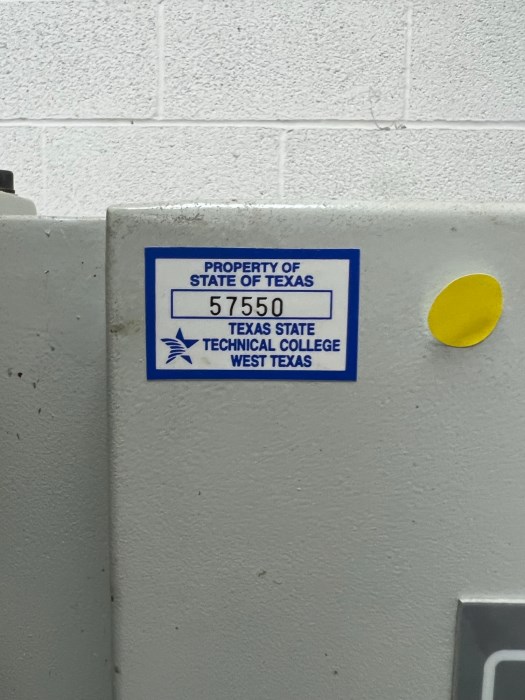 PROPERTY OF
STATE OF TEXAS
57550
TEXAS STATE
TECHNICAL COLLEGE
WEST TEXAS